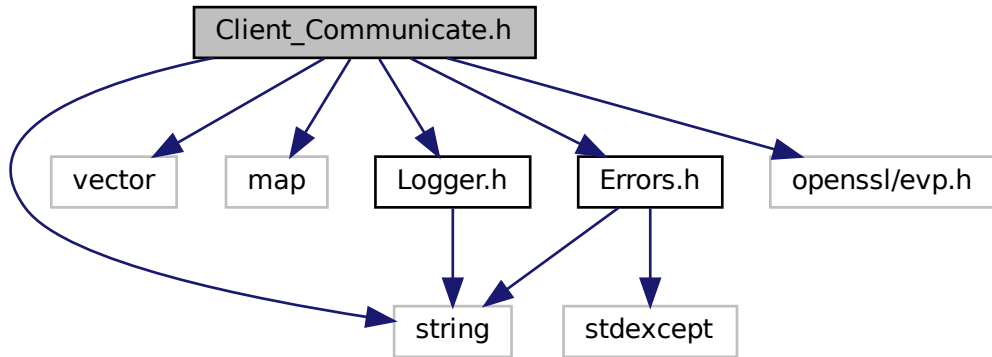 Client_Communicate.h
vector
map
Logger.h
Errors.h
openssl/evp.h
string
stdexcept